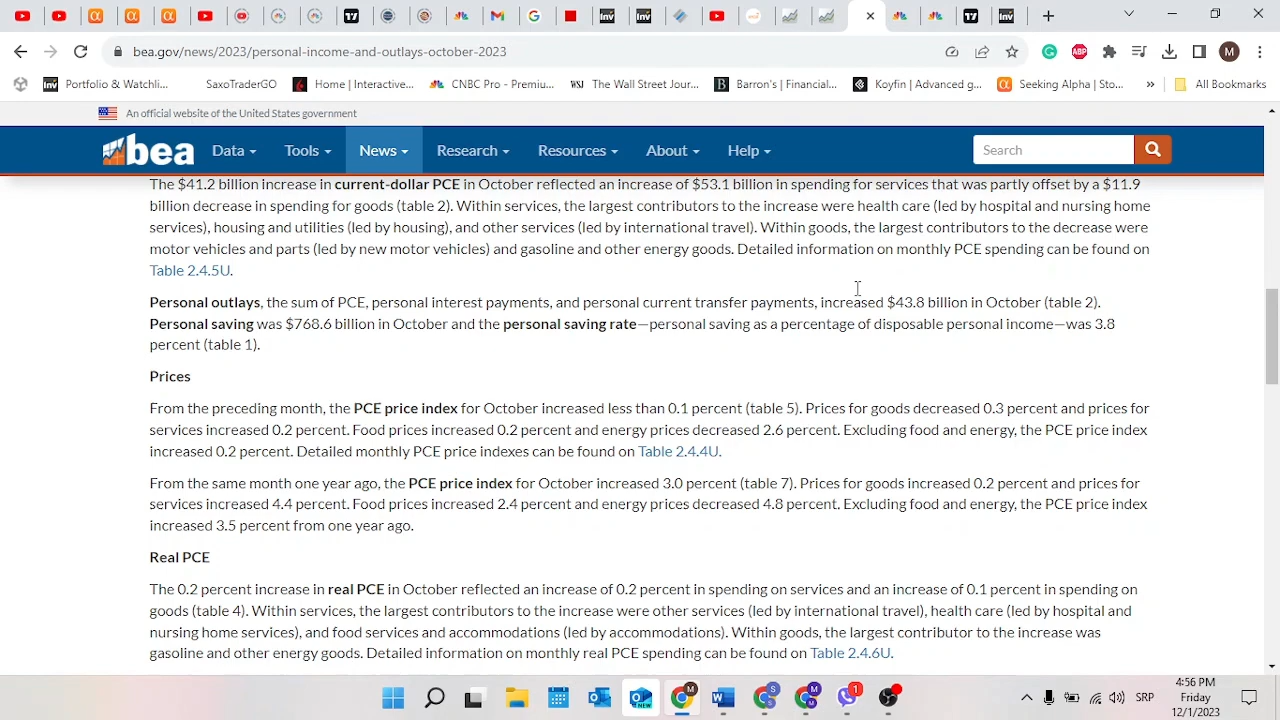 bea.gov/news/2023/personal-income-and-outlays-october-2023
Portfolio & Watchli...
SaxoTraderGO
Home | Interactive...
CNBC Pro - Premiu...
The Wall Street Jour...
Barron's | Financial...
Koyfin | Advanced g...
Seeking Alpha | Sto...
»
All Bookmarks
An official website of the United States government
bea
Data
Tools
News
Research
Resources
About
Help
Search
The $41.2 billion increase in current-dollar PCE in October reflected an increase of $53.1 billion in spending for services that was partly offset by a $11.9
billion decrease in spending for goods (table 2). Within services, the largest contributors to the increase were health care (led by hospital and nursing home
services), housing and utilities (led by housing), and other services (led by international travel). Within goods, the largest contributors to the decrease were
motor vehicles and parts (led by new motor vehicles) and gasoline and other energy goods. Detailed information on monthly PCE spending can be found on
Table 2.4.5U.
Personal outlays, the sum of PCE, personal interest payments, and personal current transfer payments, increased $43.8 billion in October (table 2).
Personal saving was $768.6 billion in October and the personal saving rate—personal saving as a percentage of disposable personal income—was 3.8
percent (table 1).
Prices
From the preceding month, the PCE price index for October increased less than 0.1 percent (table 5). Prices for goods decreased 0.3 percent and prices for
services increased 0.2 percent. Food prices increased 0.2 percent and energy prices decreased 2.6 percent. Excluding food and energy, the PCE price index
increased 0.2 percent. Detailed monthly PCE price indexes can be found on Table 2.4.4U.
From the same month one year ago, the PCE price index for October increased 3.0 percent (table 7). Prices for goods increased 0.2 percent and prices for
services increased 4.4 percent. Food prices increased 2.4 percent and energy prices decreased 4.8 percent. Excluding food and energy, the PCE price index
increased 3.5 percent from one year ago.
Real PCE
The 0.2 percent increase in real PCE in October reflected an increase of 0.2 percent in spending on services and an increase of 0.1 percent in spending on
goods (table 4). Within services, the largest contributors to the increase were other services (led by international travel), health care (led by hospital and
nursing home services), and food services and accommodations (led by accommodations). Within goods, the largest contributor to the increase was
gasoline and other energy goods. Detailed information on monthly real PCE spending can be found on Table 2.4.6U.
SRP
4:56 PM
Friday
12/1/2023